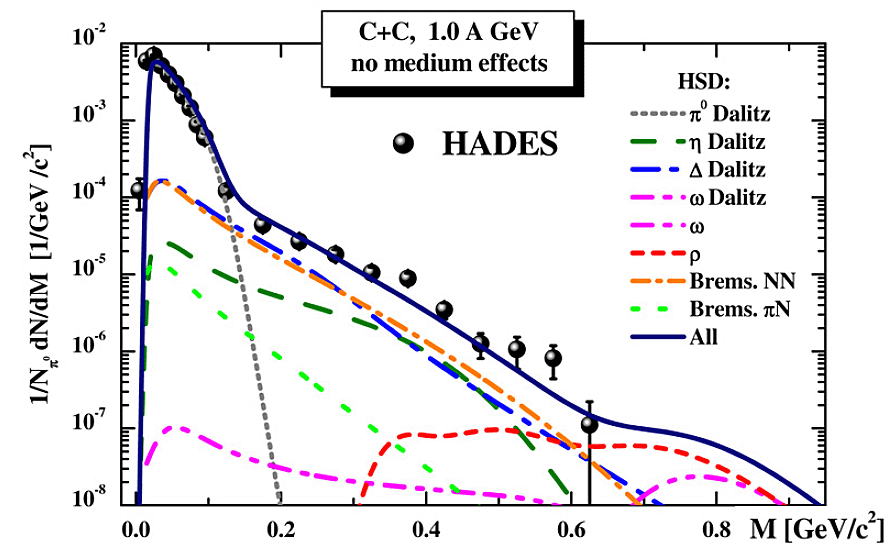 C+C, 1.0 A GeV
no medium effects
HADES
HSD:
π⁰ Dalitz
η Dalitz
Δ Dalitz
ω Dalitz
ω
ρ
Brems. NN
Brems. πN
All
1/N_π⁰ dN/dM [1/GeV /c²]
10⁻²
10⁻³
10⁻⁴
10⁻⁵
10⁻⁶
10⁻⁷
10⁻⁸
0.0 0.2 0.4 0.6 0.8
M [GeV/c²]